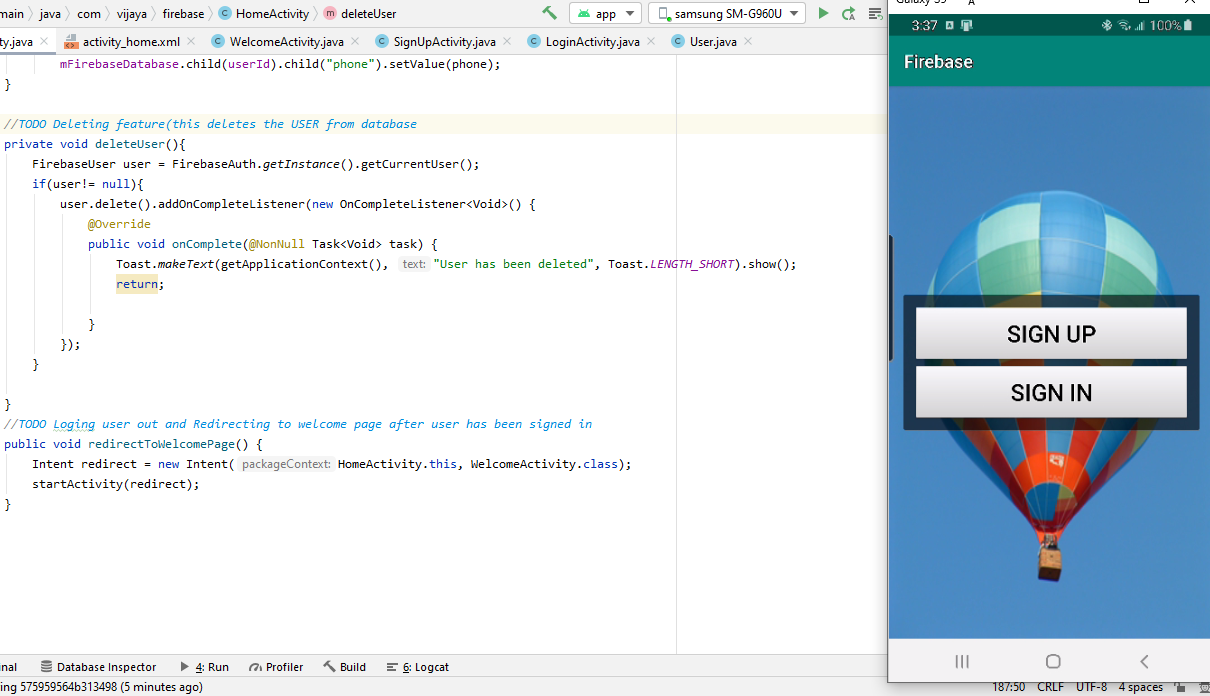 main java com vijaya firebase HomeActivity deleteUser app samsung SM-G960U
ty.java activity_home.xml WelcomeActivity.java SignUpActivity.java LoginActivity.java User.java
mFirebaseDatabase.child(userId).child("phone").setValue(phone);
}
//TODO Deleting feature(this deletes the USER from database
private void deleteUser(){
FirebaseUser user = FirebaseAuth.getInstance().getCurrentUser();
if(user!= null){
user.delete().addOnCompleteListener(new OnCompleteListener<Void>() {
@Override
public void onComplete(@NonNull Task<Void> task) {
Toast.makeText(getApplicationContext(), text: "User has been deleted", Toast.LENGTH_SHORT).show();
return;
}
});
}
}
//TODO Loging user out and Redirecting to welcome page after user has been signed in
public void redirectToWelcomePage() {
Intent redirect = new Intent( packageContext: HomeActivity.this, WelcomeActivity.class);
startActivity(redirect);
}
nal Database Inspector 4: Run Profiler Build 6: Logcat
ing 575959564b313498 (5 minutes ago)
187:50 CRLF UTF-8 4 spaces
3:37 100%
Firebase
SIGN UP
SIGN IN